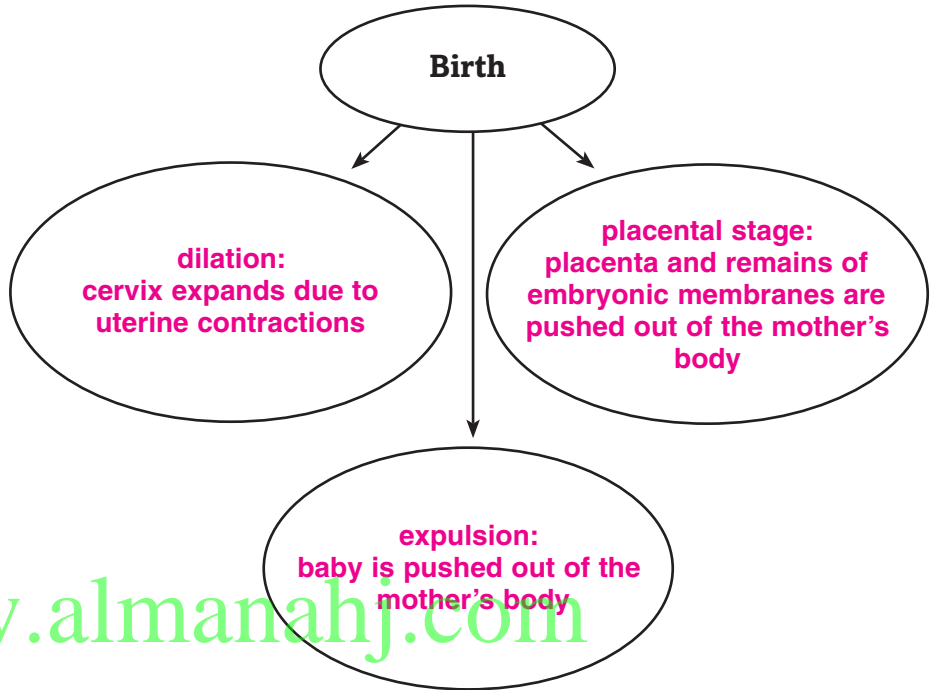 Birth
dilation:
cervix expands due to
uterine contractions
placental stage:
placenta and remains of
embryonic membranes are
pushed out of the mother’s
body
expulsion:
baby is pushed out of the
mother’s body
.almanahj.com